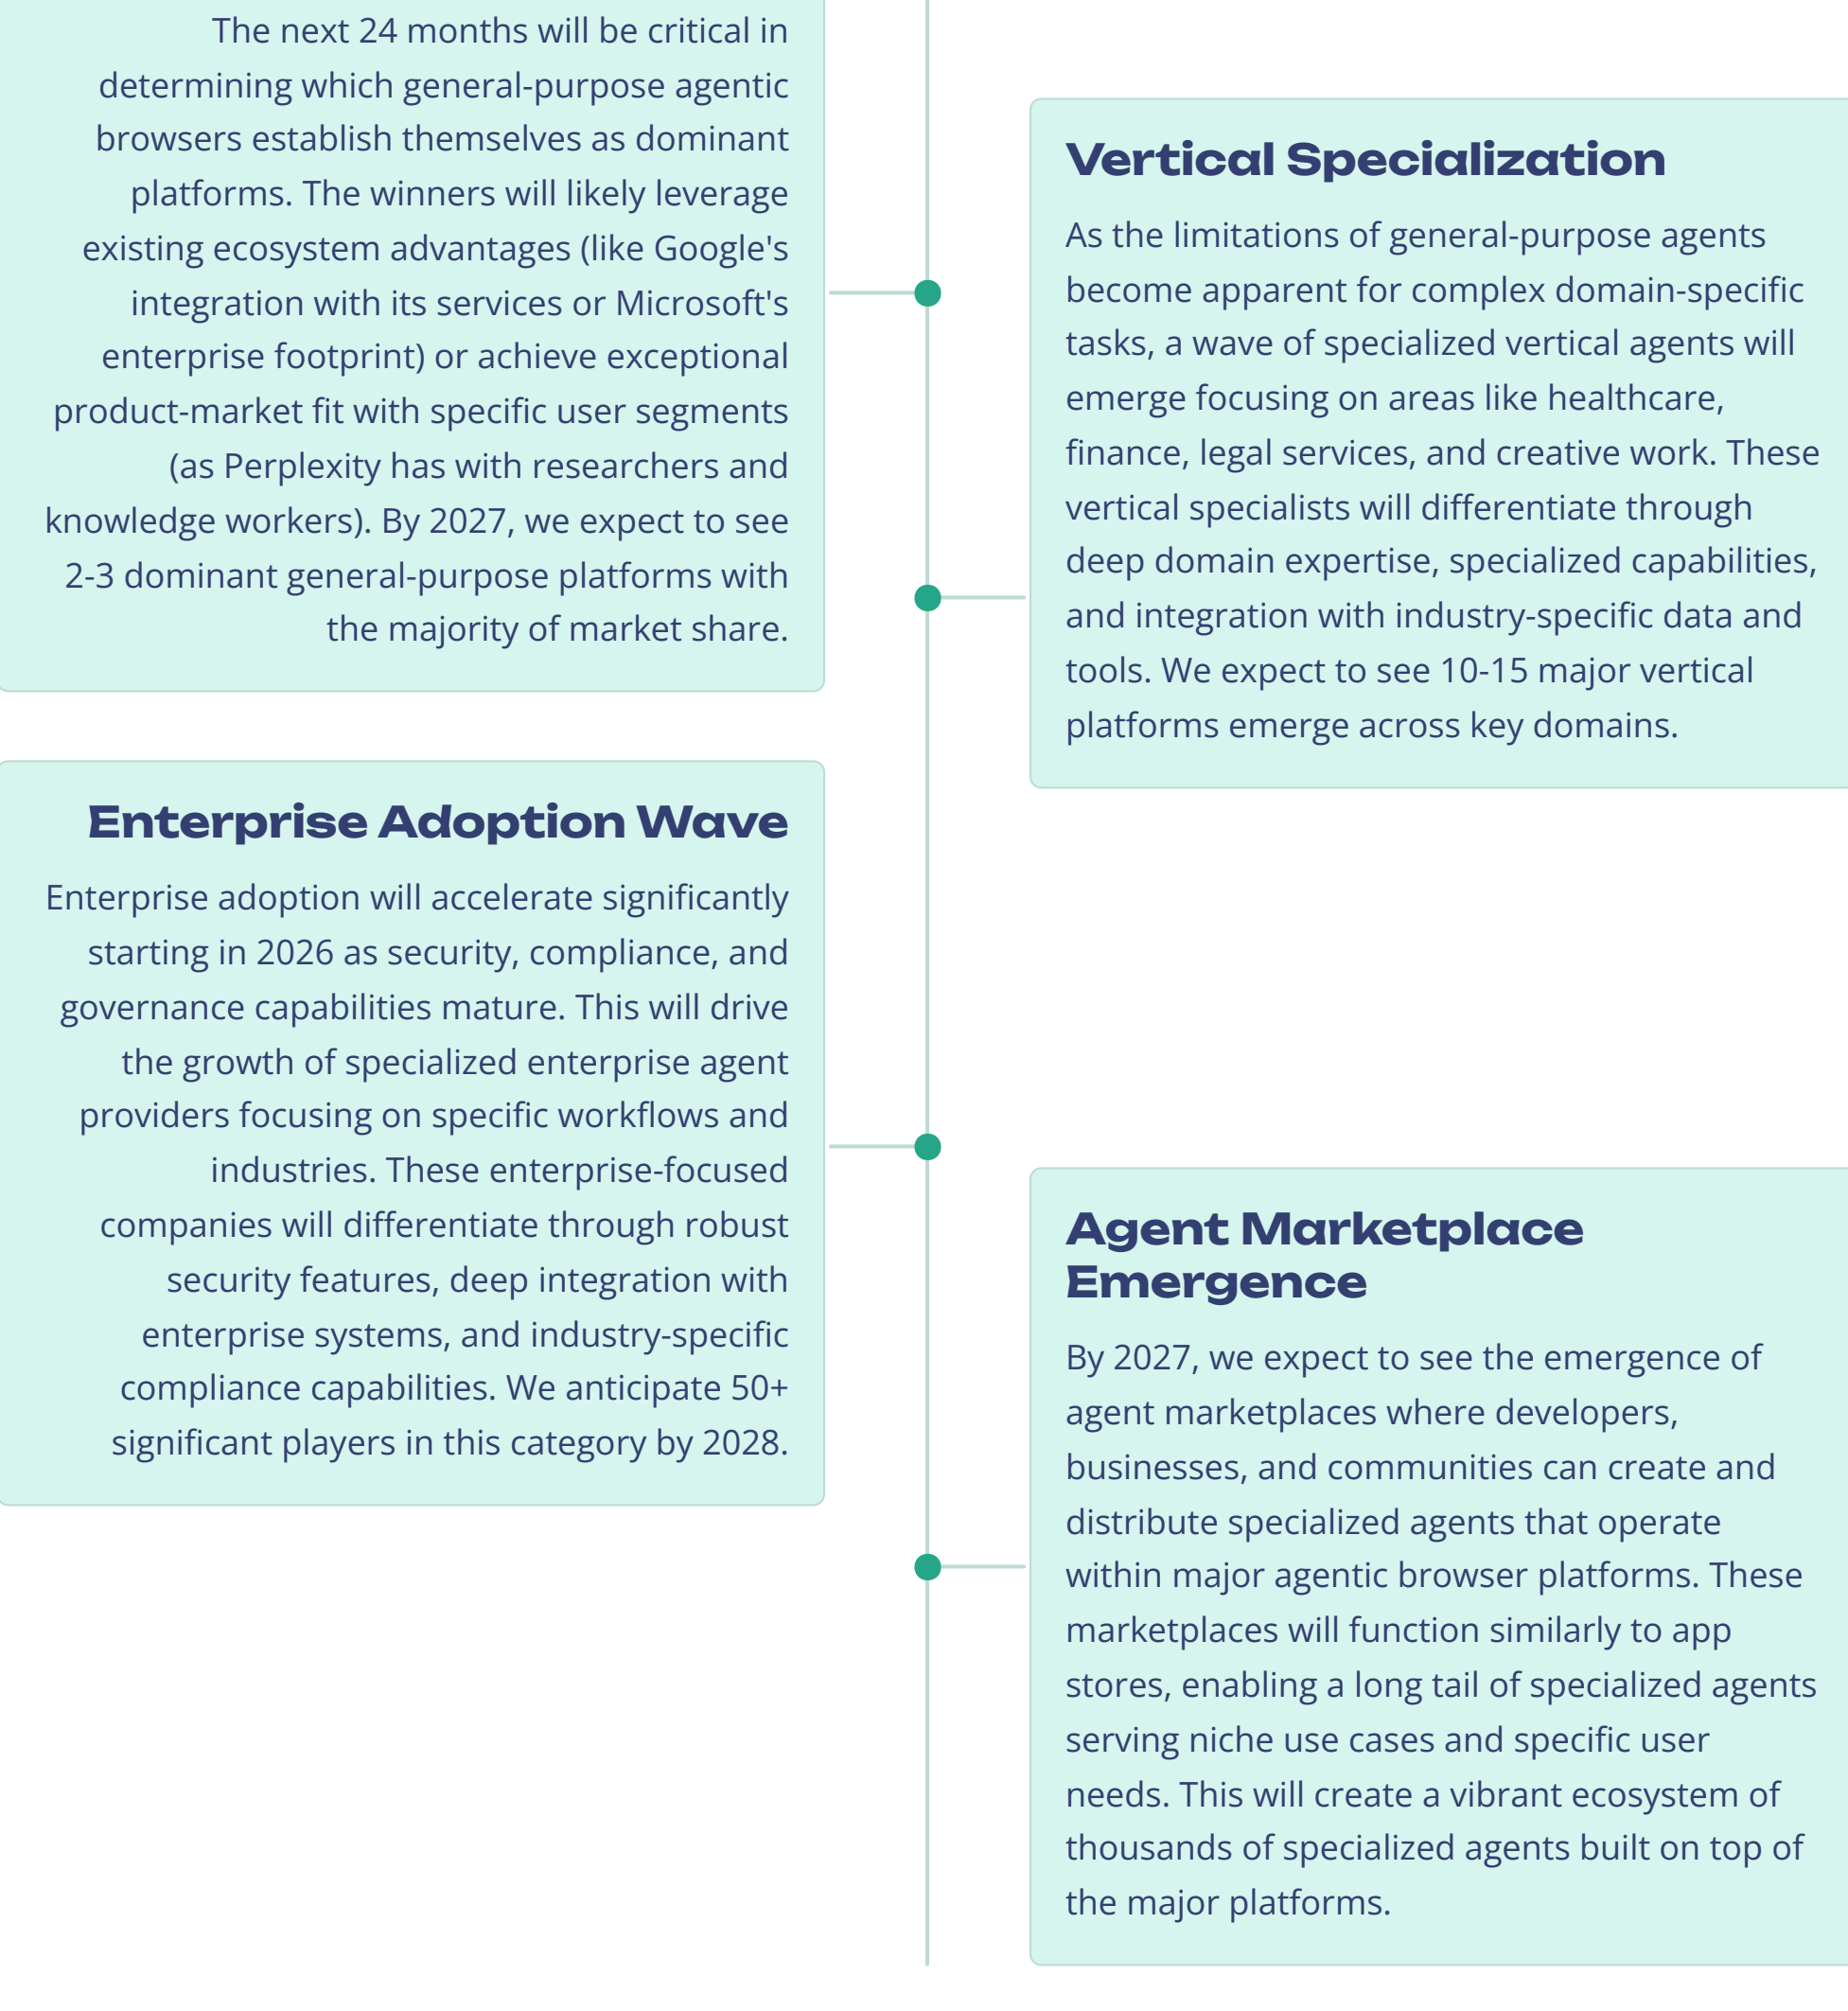 The next 24 months will be critical in
determining which general-purpose agentic
browsers establish themselves as dominant
platforms. The winners will likely leverage
existing ecosystem advantages (like Google's
integration with its services or Microsoft's
enterprise footprint) or achieve exceptional
product-market fit with specific user segments
(as Perplexity has with researchers and
knowledge workers). By 2027, we expect to see
2-3 dominant general-purpose platforms with
the majority of market share.
Vertical Specialization
As the limitations of general-purpose agents
become apparent for complex domain-specific
tasks, a wave of specialized vertical agents will
emerge focusing on areas like healthcare,
finance, legal services, and creative work. These
vertical specialists will differentiate through
deep domain expertise, specialized capabilities,
and integration with industry-specific data and
tools. We expect to see 10-15 major vertical
platforms emerge across key domains.
Enterprise Adoption Wave
Enterprise adoption will accelerate significantly
starting in 2026 as security, compliance, and
governance capabilities mature. This will drive
the growth of specialized enterprise agent
providers focusing on specific workflows and
industries. These enterprise-focused
companies will differentiate through robust
security features, deep integration with
enterprise systems, and industry-specific
compliance capabilities. We anticipate 50+
significant players in this category by 2028.
Agent Marketplace
Emergence
By 2027, we expect to see the emergence of
agent marketplaces where developers,
businesses, and communities can create and
distribute specialized agents that operate
within major agentic browser platforms. These
marketplaces will function similarly to app
stores, enabling a long tail of specialized agents
serving niche use cases and specific user
needs. This will create a vibrant ecosystem of
thousands of specialized agents built on top of
the major platforms.